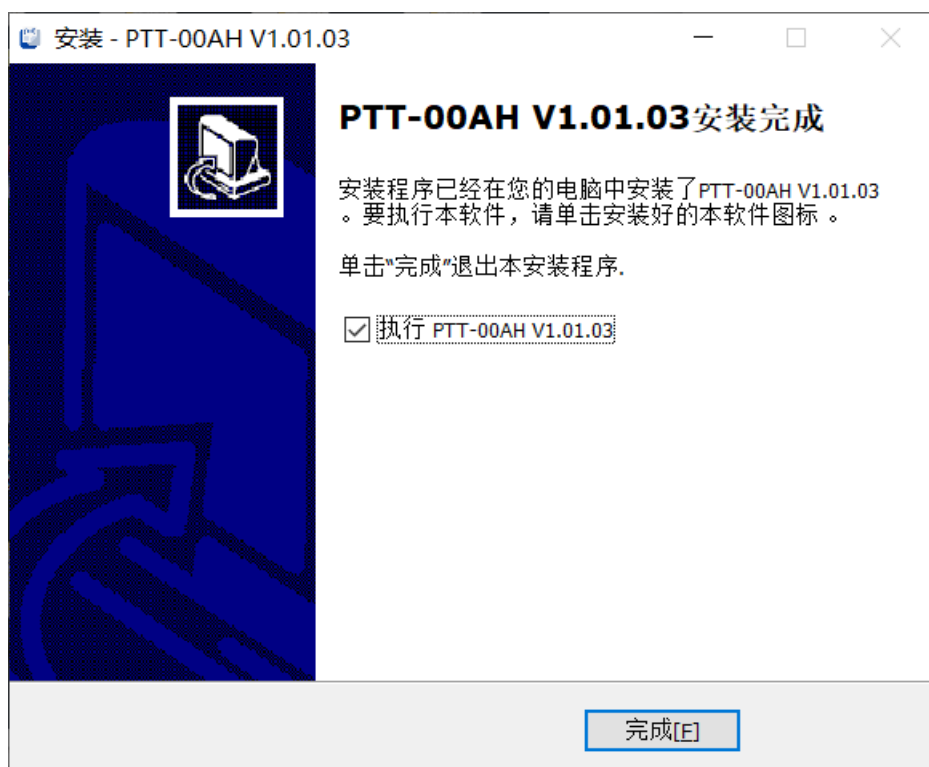 安装 - PTT-00AH V1.01.03
PTT-00AH V1.01.03安装完成
安装程序已经在您的电脑中安装了PTT-00AH V1.01.03
。要执行本软件，请单击安装好的本软件图标 。
单击“完成”退出本安装程序.
执行 PTT-00AH V1.01.03
完成[F]